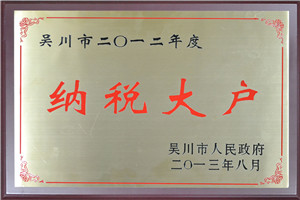 吴川市二〇一二年度
纳税大户
吴川市人民政府
二〇一三年八月